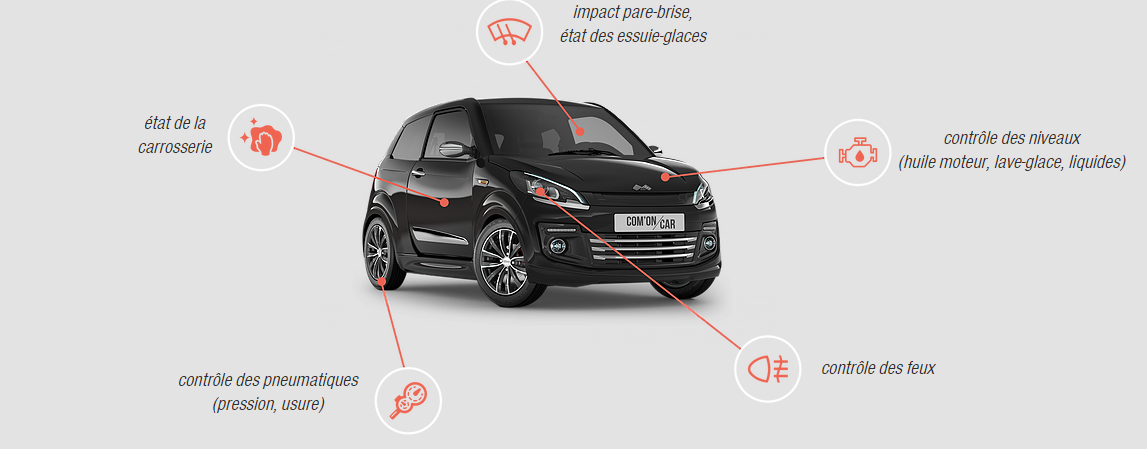 impact pare-brise,
état des essuie-glaces
état de la
carrosserie
contrôle des niveaux
(huile moteur, lave-glace, liquides)
COM'ON CAR
contrôle des pneumatiques
(pression, usure)
contrôle des feux